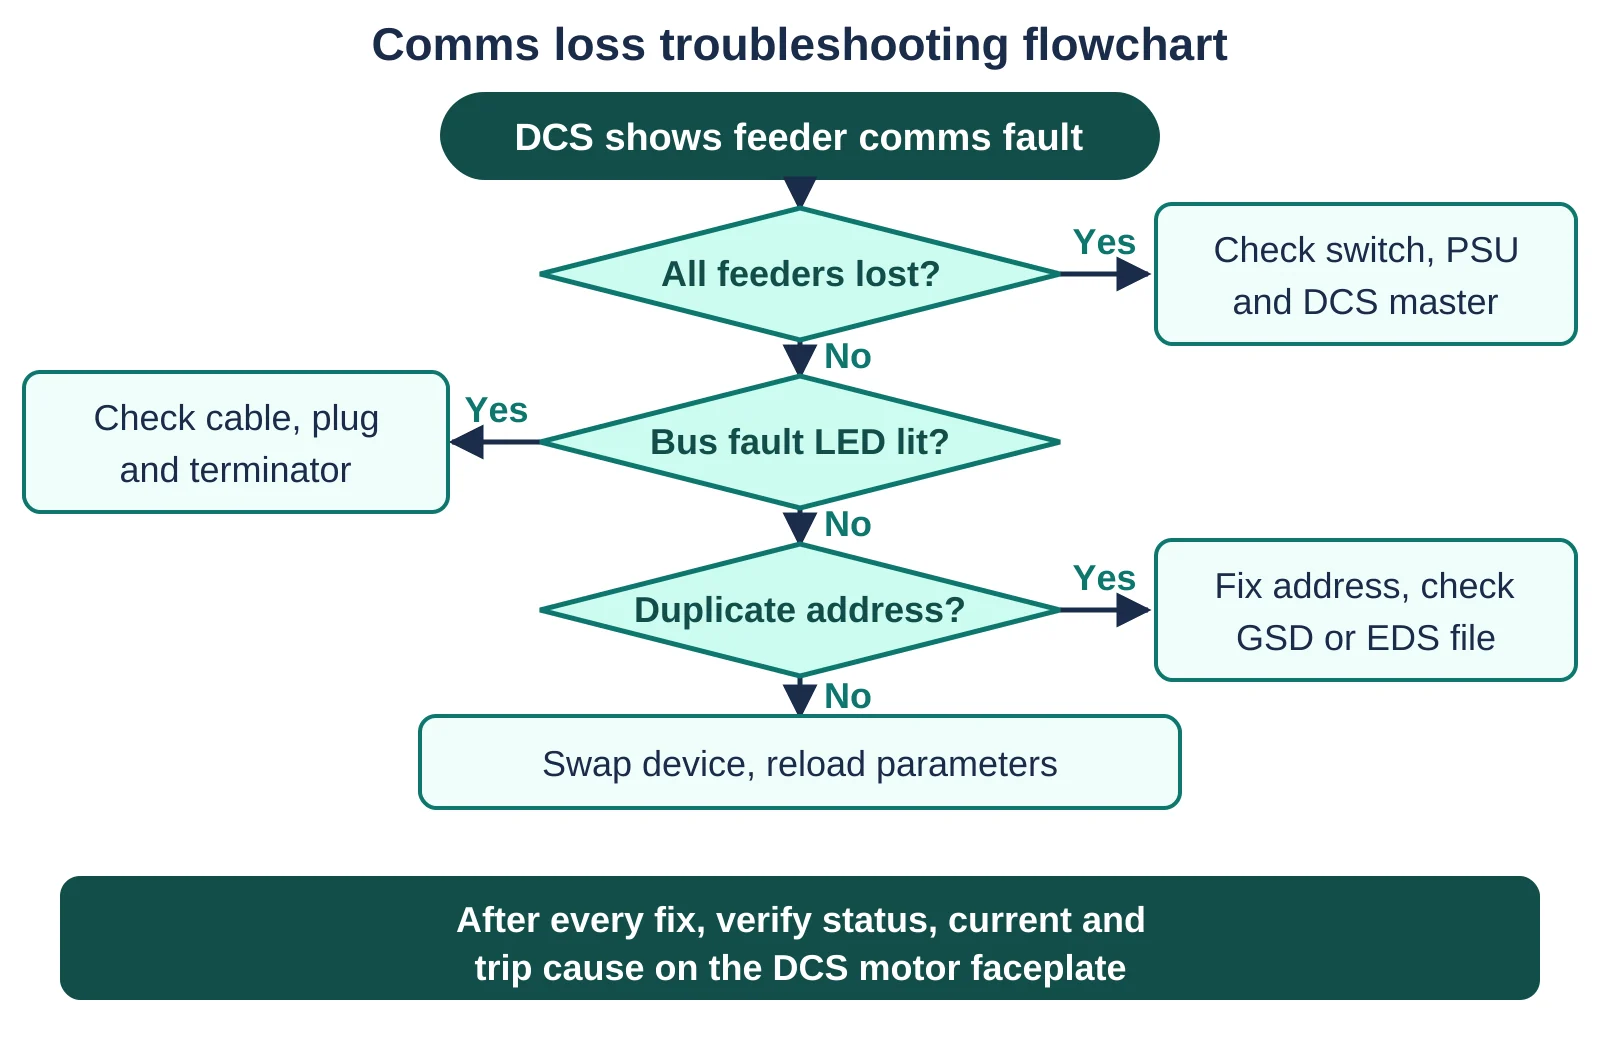 Comms loss troubleshooting flowchart
DCS shows feeder comms fault
All feeders lost?
Yes
Check switch, PSU
and DCS master
No
Bus fault LED lit?
Yes
Check cable, plug
and terminator
No
Duplicate address?
Yes
Fix address, check
GSD or EDS file
No
Swap device, reload parameters
After every fix, verify status, current and
trip cause on the DCS motor faceplate